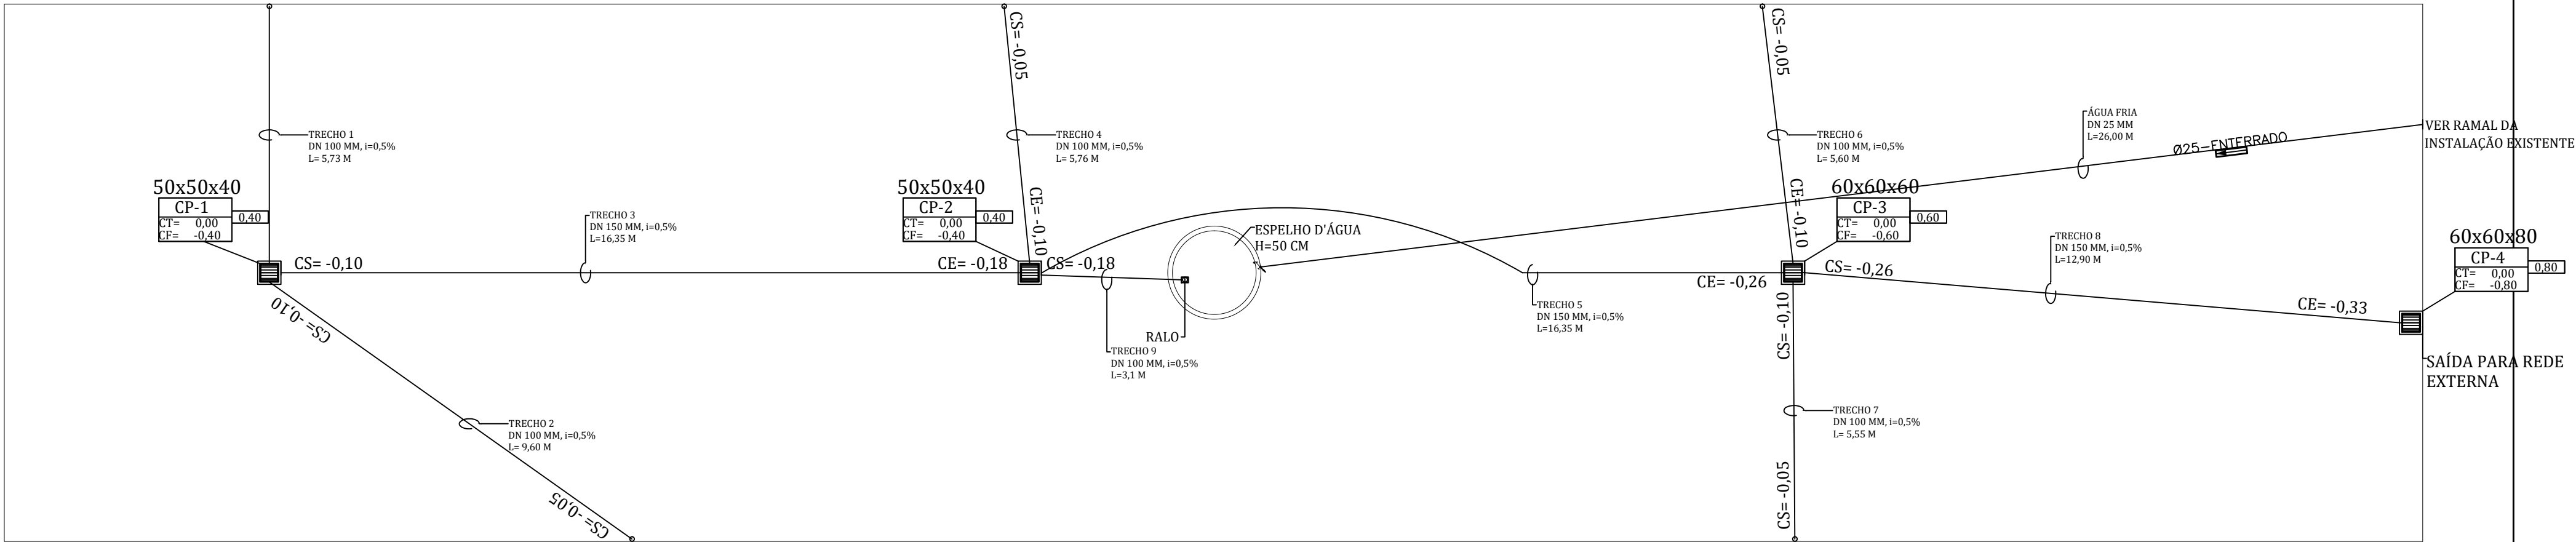 CS= -0,05
CS= -0,05
TRECHO 1
DN 100 MM, i=0,5%
L= 5,73 M
TRECHO 4
DN 100 MM, i=0,5%
L= 5,76 M
TRECHO 6
DN 100 MM, i=0,5%
L= 5,60 M
ÁGUA FRIA
DN 25 MM
L=26,00 M
Ø25-ENTERRADO
VER RAMAL DA
INSTALAÇÃO EXISTENTE
50x50x40
CP-1
CT= 0,00
CF= -0,40
0,40
TRECHO 3
DN 150 MM, i=0,5%
L=16,35 M
50x50x40
CP-2
CT= 0,00
CF= -0,40
0,40
CE= -0,10
ESPELHO D'ÁGUA
H=50 CM
CE= -0,10
60x60x60
CP-3
CT= 0,00
CF= -0,60
0,60
TRECHO 8
DN 150 MM, i=0,5%
L=12,90 M
60x60x80
CP-4
CT= 0,00
CF= -0,80
0,80
CS= -0,10
CE= -0,18
CS= -0,18
CE= -0,26
CS= -0,26
CE= -0,33
CS= -0,10
RALO
TRECHO 9
DN 100 MM, i=0,5%
L=3,1 M
TRECHO 5
DN 150 MM, i=0,5%
L=16,35 M
CS= -0,10
SAÍDA PARA REDE
EXTERNA
TRECHO 2
DN 100 MM, i=0,5%
L= 9,60 M
TRECHO 7
DN 100 MM, i=0,5%
L= 5,55 M
CS= -0,05
CS= -0,05